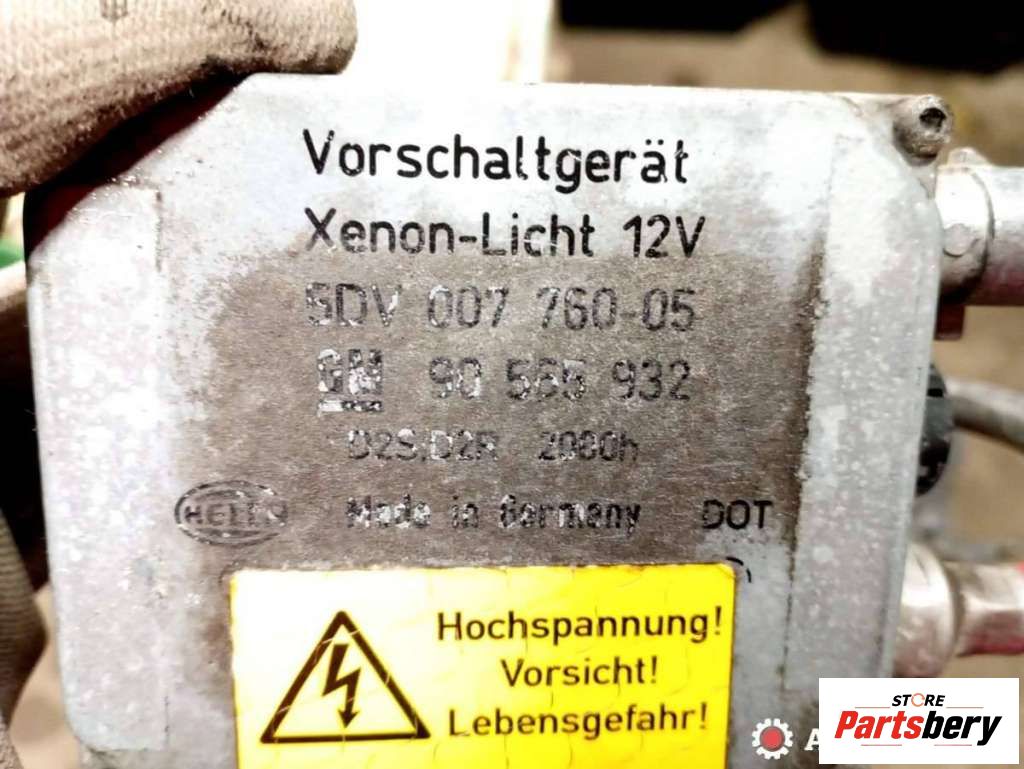 Vorschaltgerät
Xenon-Licht 12V
5DV 007 760-05
GM 90 565 932
D2S,D2R 2000h
HELLA Made in Germany DOT
Hochspannung!
Vorsicht!
Lebensgefahr!
STORE
Partsbery